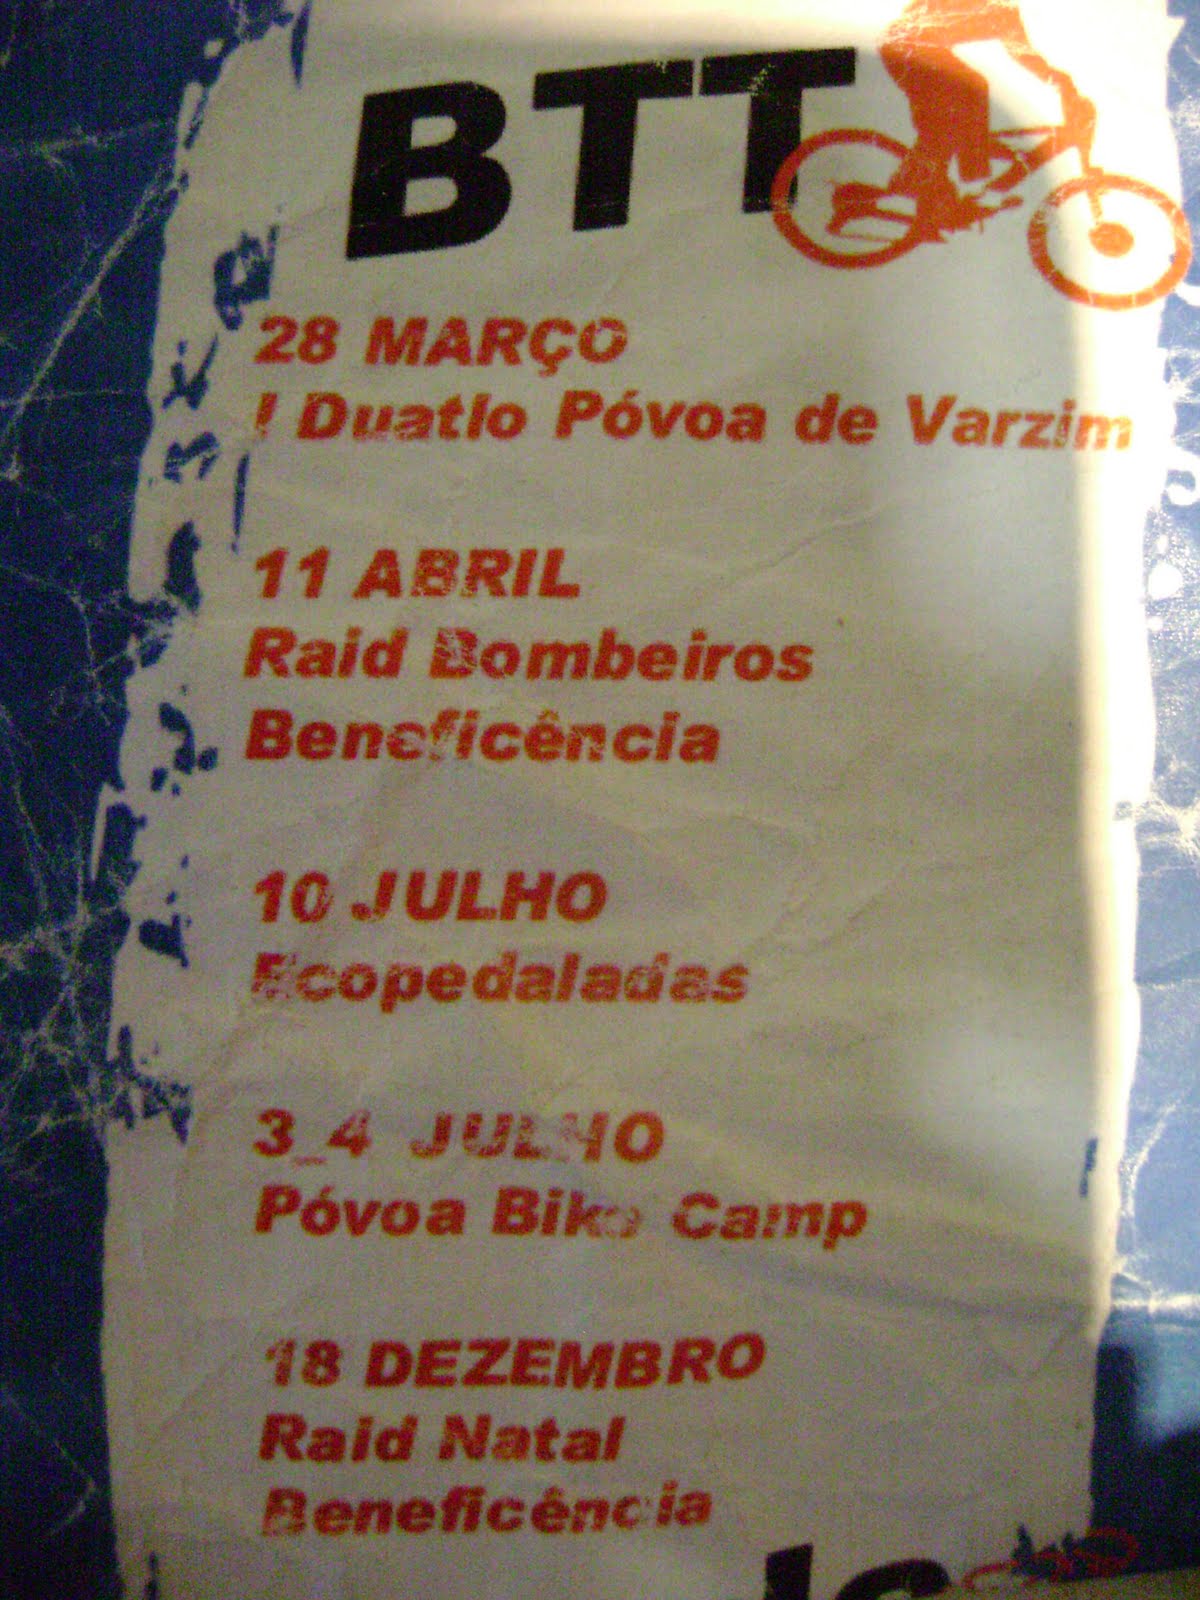 BTT
28 MARÇO
I Duatlo Póvoa de Varzim
11 ABRIL
Raid Bombeiros
Beneficência
10 JULHO
Ecopedaladas
3_4 JULHO
Póvoa Bike Camp
18 DEZEMBRO
Raid Natal
Beneficência